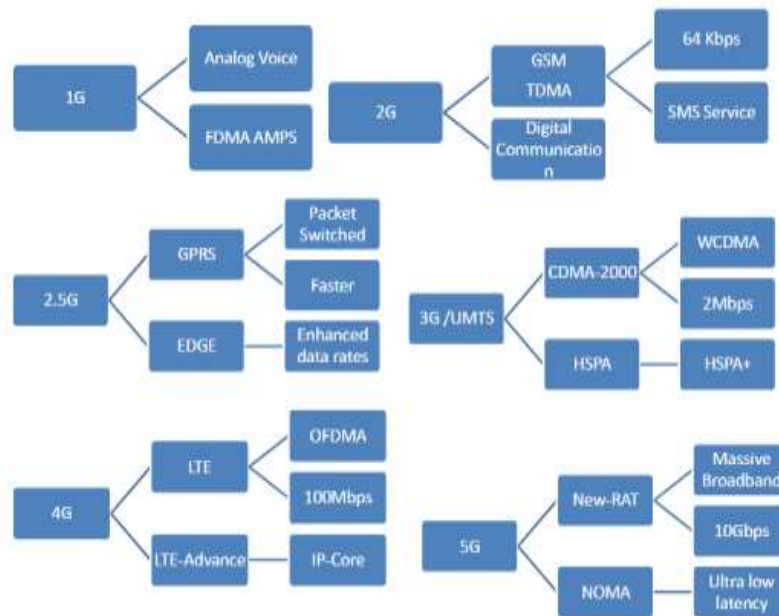 1G
Analog Voice
FDMA AMPS
2G
GSM
TDMA
Digital
Communicatio
n
64 Kbps
SMS Service
2.5G
GPRS
Packet
Switched
Faster
EDGE
Enhanced
data rates
3G /UMTS
CDMA-2000
WCDMA
2Mbps
HSPA
HSPA+
4G
LTE
OFDMA
100Mbps
LTE-Advance
IP-Core
5G
New-RAT
Massive
Broadband
10Gbps
NOMA
Ultra low
latency